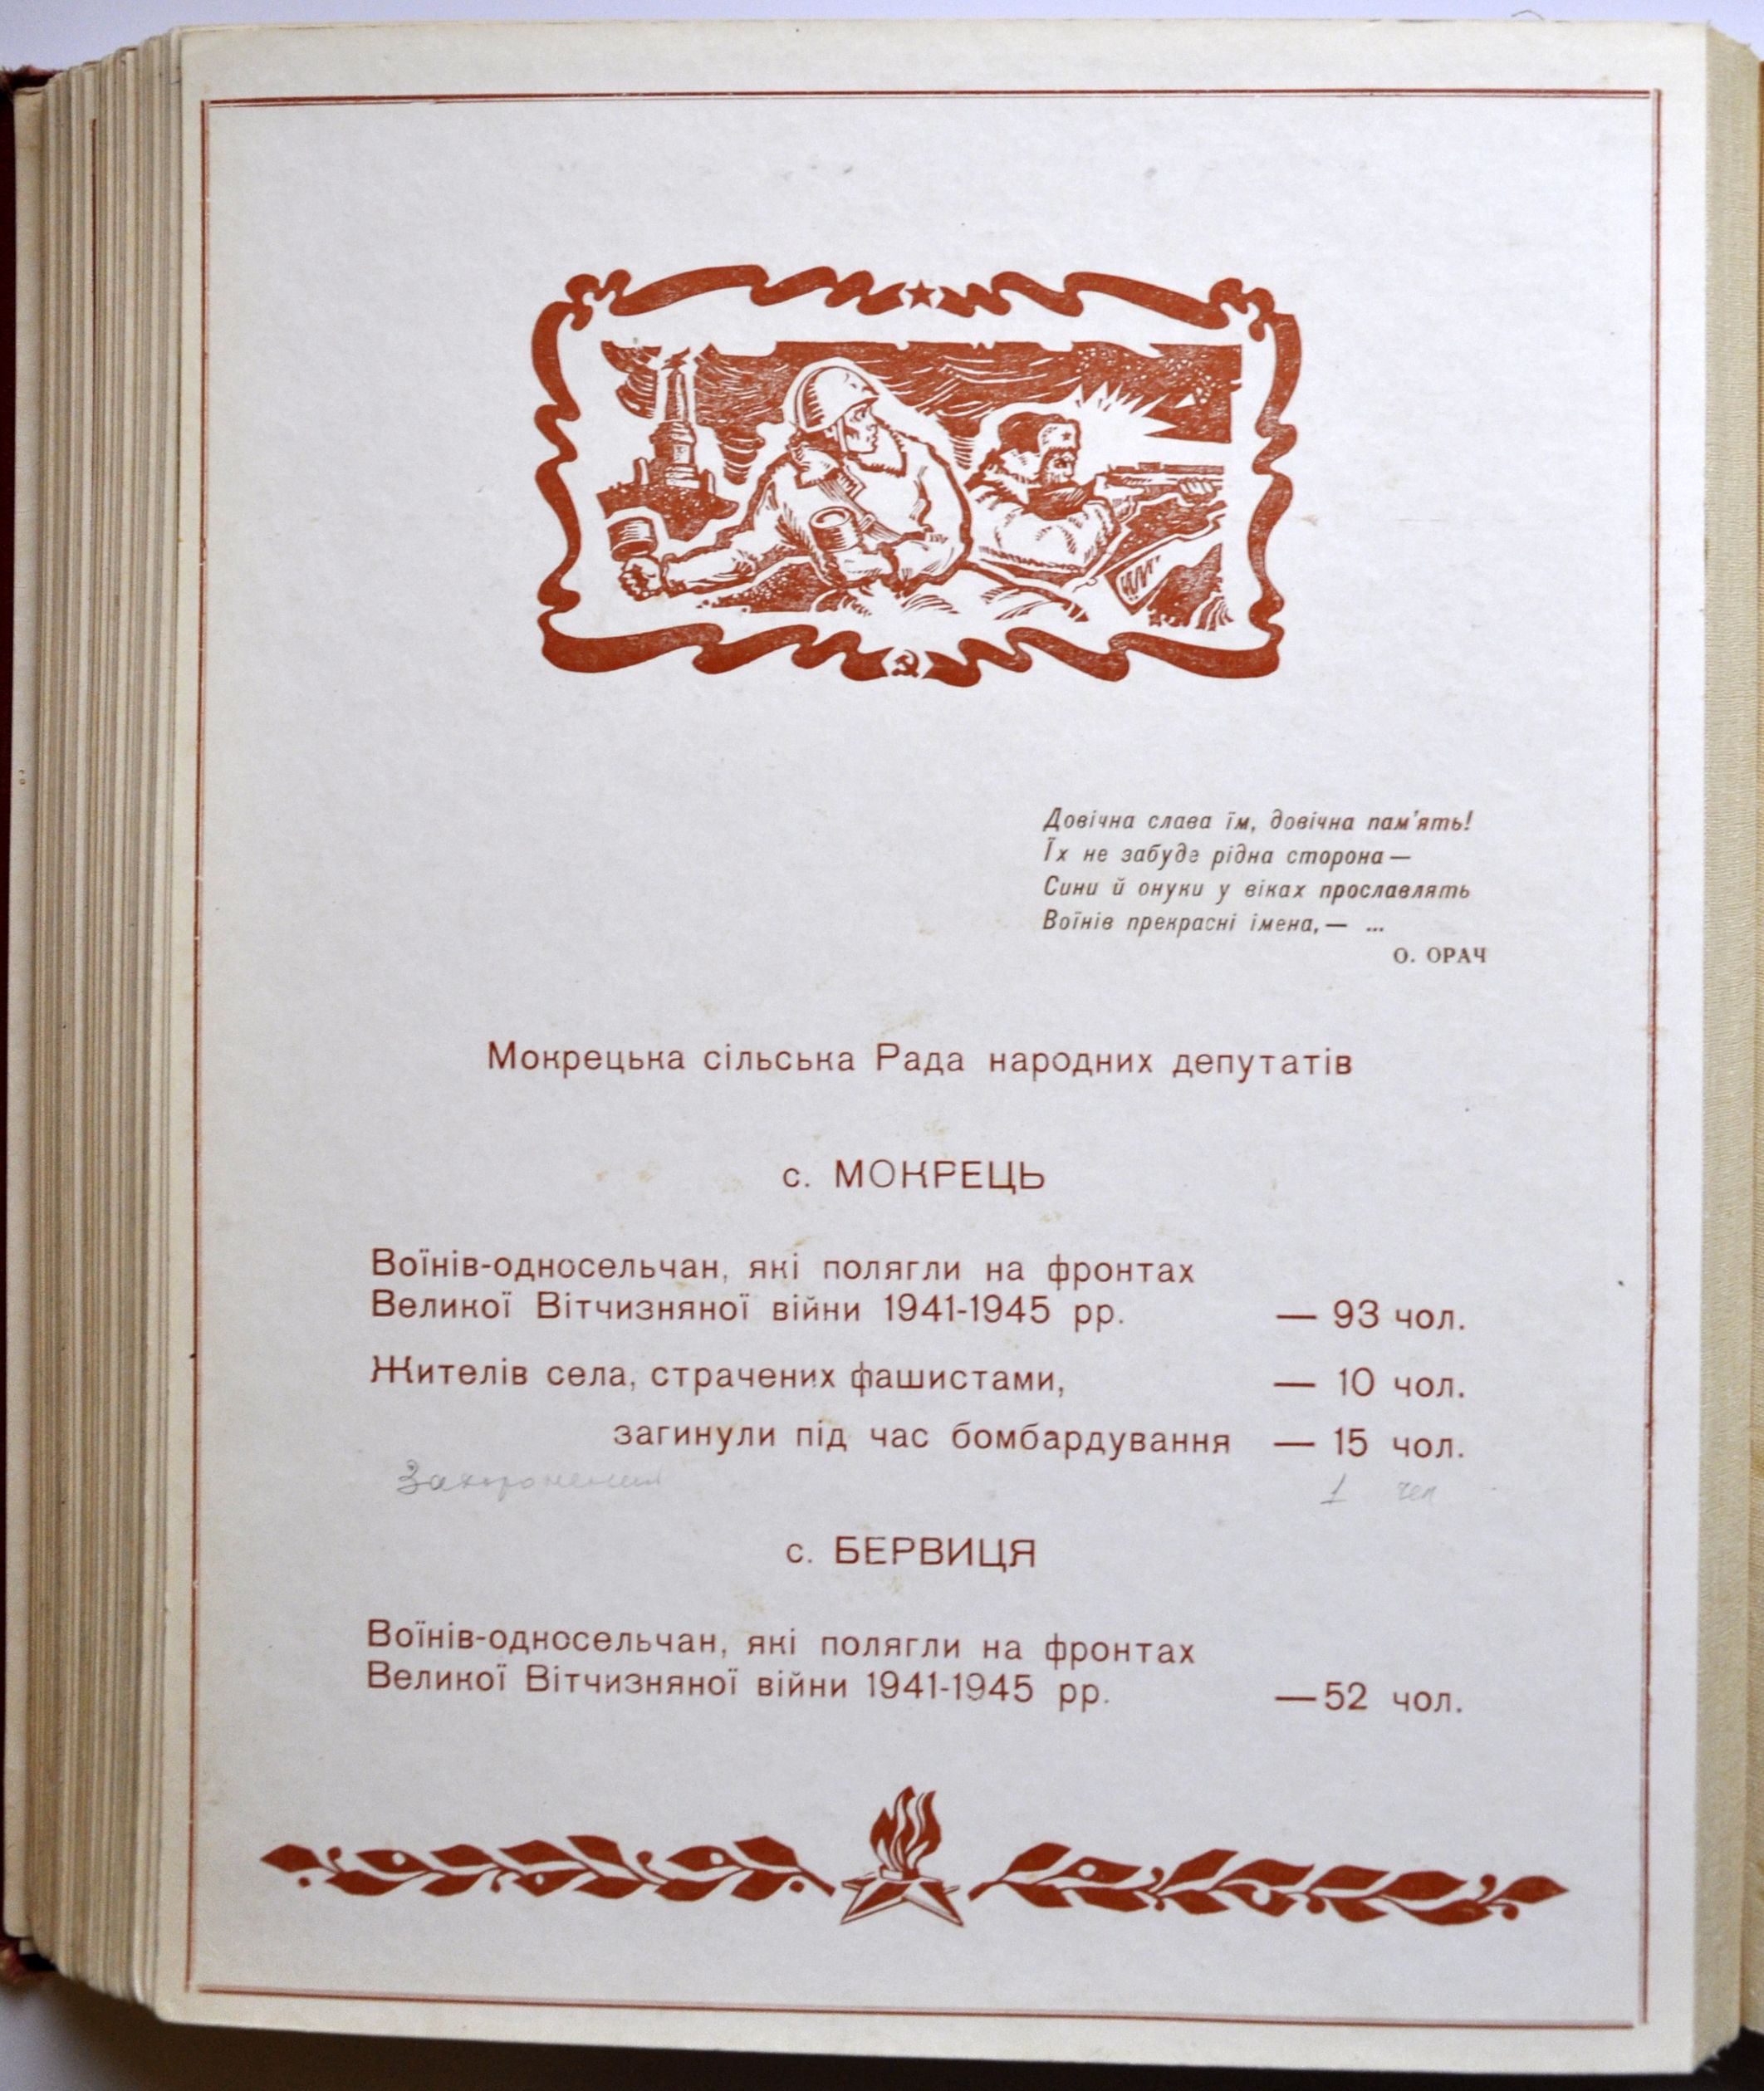 Довічна слава їм, довічна пам'ять!
Їх не забуде рідна сторона —
Сини й онуки у віках прославлять
Воїнів прекрасні імена, — ...
О. ОРАЧ
Мокрецька сільська Рада народних депутатів
с. МОКРЕЦЬ
Воїнів-односельчан, які полягли на фронтах
Великої Вітчизняної війни 1941-1945 рр. — 93 чол.
Жителів села, страчених фашистами, — 10 чол.
загинули під час бомбардування — 15 чол.
Захоронения 1 чел
с. БЕРВИЦЯ
Воїнів-односельчан, які полягли на фронтах
Великої Вітчизняної війни 1941-1945 рр. — 52 чол.